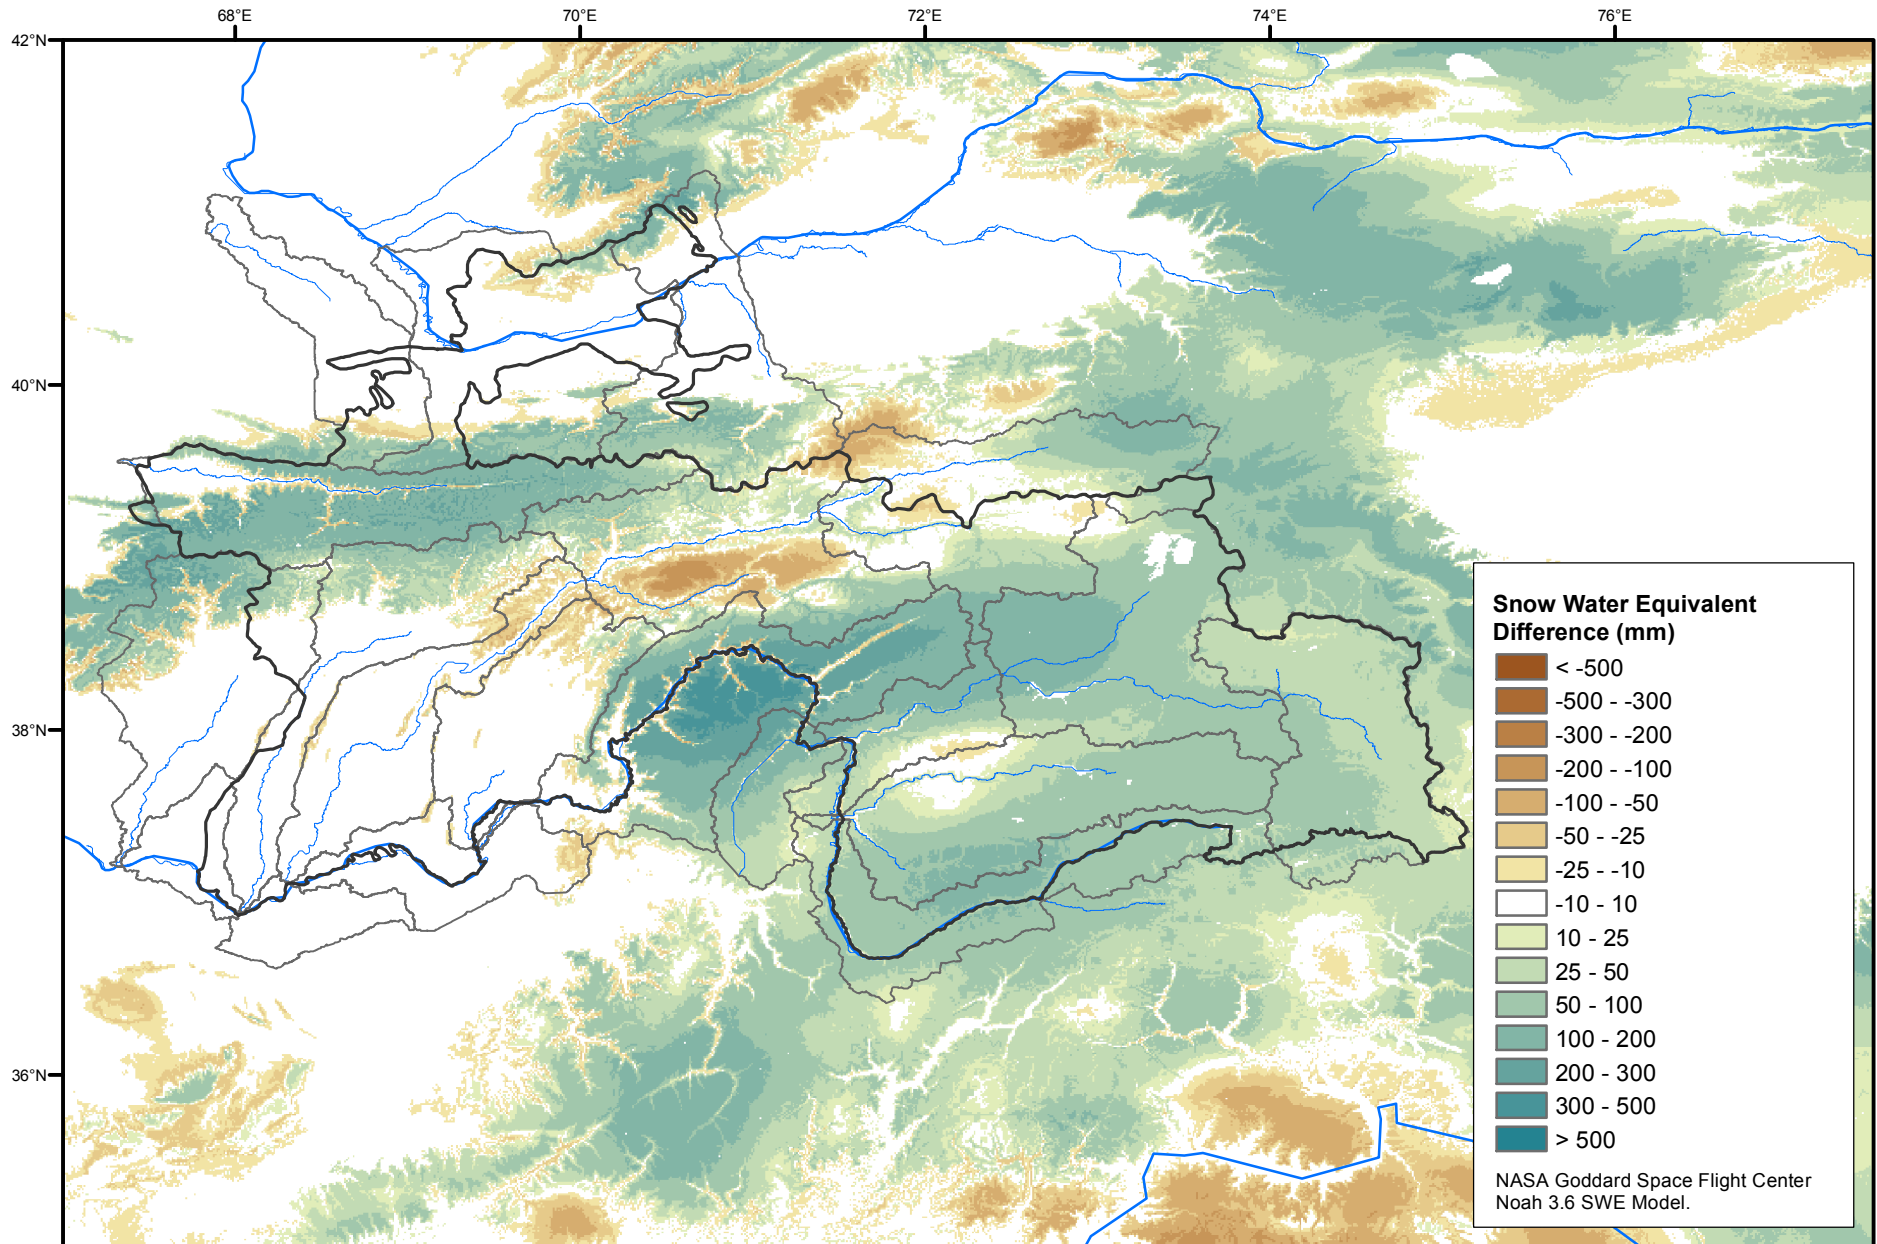 68°E
70°E
72°E
74°E
76°E
42°N
40°N
38°N
36°N
Snow Water Equivalent
Difference (mm)
< -500
-500 - -300
-300 - -200
-200 - -100
-100 - -50
-50 - -25
-25 - -10
-10 - 10
10 - 25
25 - 50
50 - 100
100 - 200
200 - 300
300 - 500
> 500
NASA Goddard Space Flight Center
Noah 3.6 SWE Model.